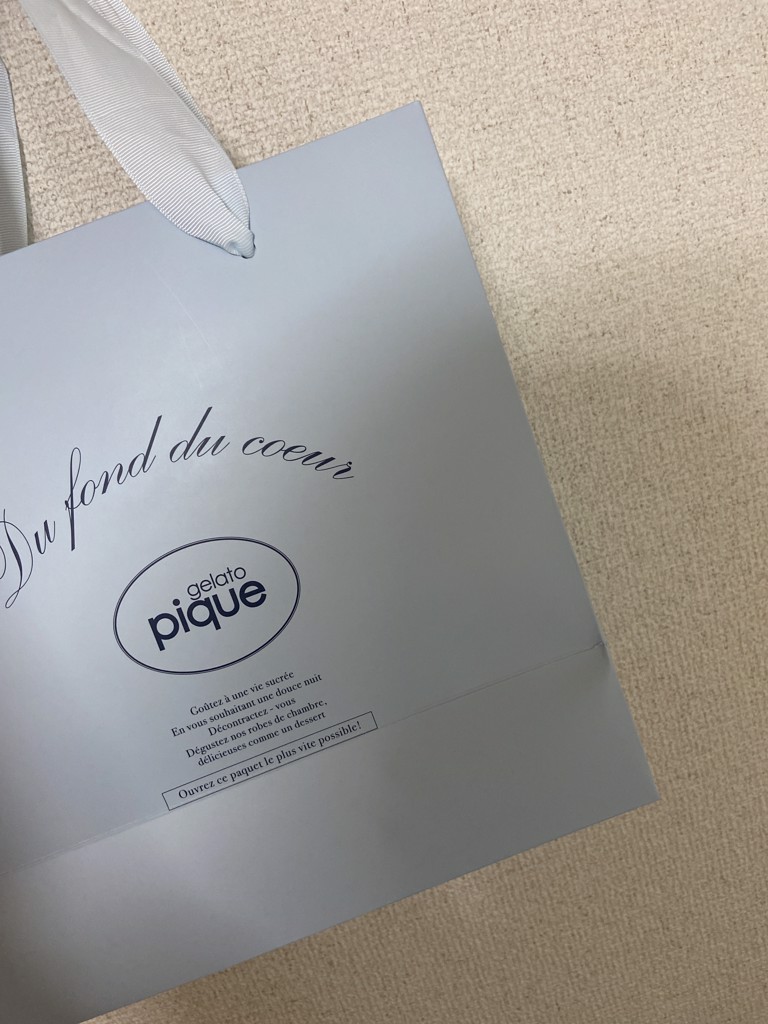 Du fond du coeur
gelato
pique
Goûtez à une vie sucrée
En vous souhaitant une douce nuit
Décontractez - vous
Dégustez nos robes de chambre,
délicieuses comme un dessert
Ouvrez ce paquet le plus vite possible!